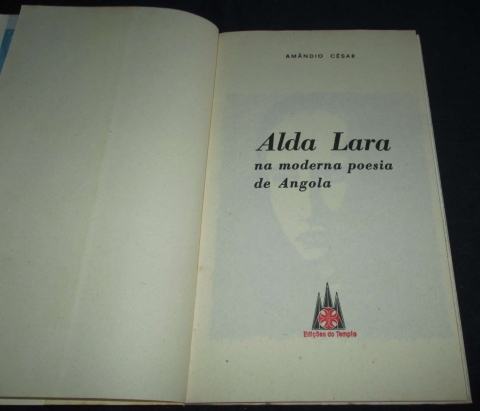 AMÂNDIO CÉSAR
Alda Lara
na moderna poesia
de Angola
Edições do Templo